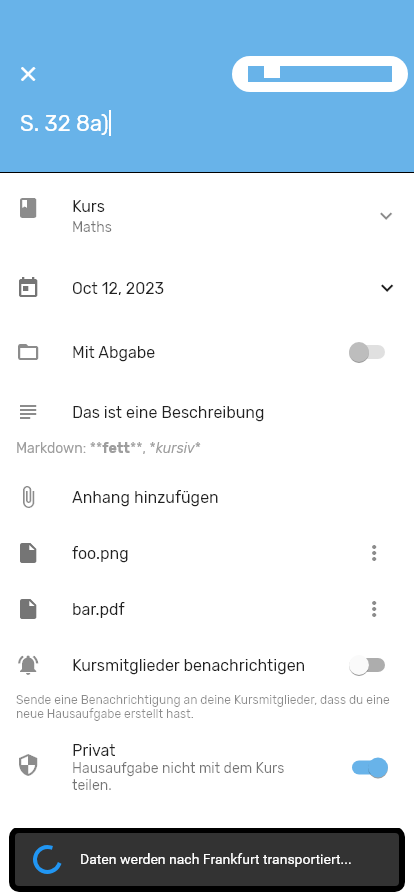 S. 32 8a)
Kurs
Maths
Oct 12, 2023
Mit Abgabe
Das ist eine Beschreibung
Markdown: **fett**, *kursiv*
Anhang hinzufügen
foo.png
bar.pdf
Kursmitglieder benachrichtigen
Sende eine Benachrichtigung an deine Kursmitglieder, dass du eine
neue Hausaufgabe erstellt hast.
Privat
Hausaufgabe nicht mit dem Kurs
teilen.
Daten werden nach Frankfurt transportiert...